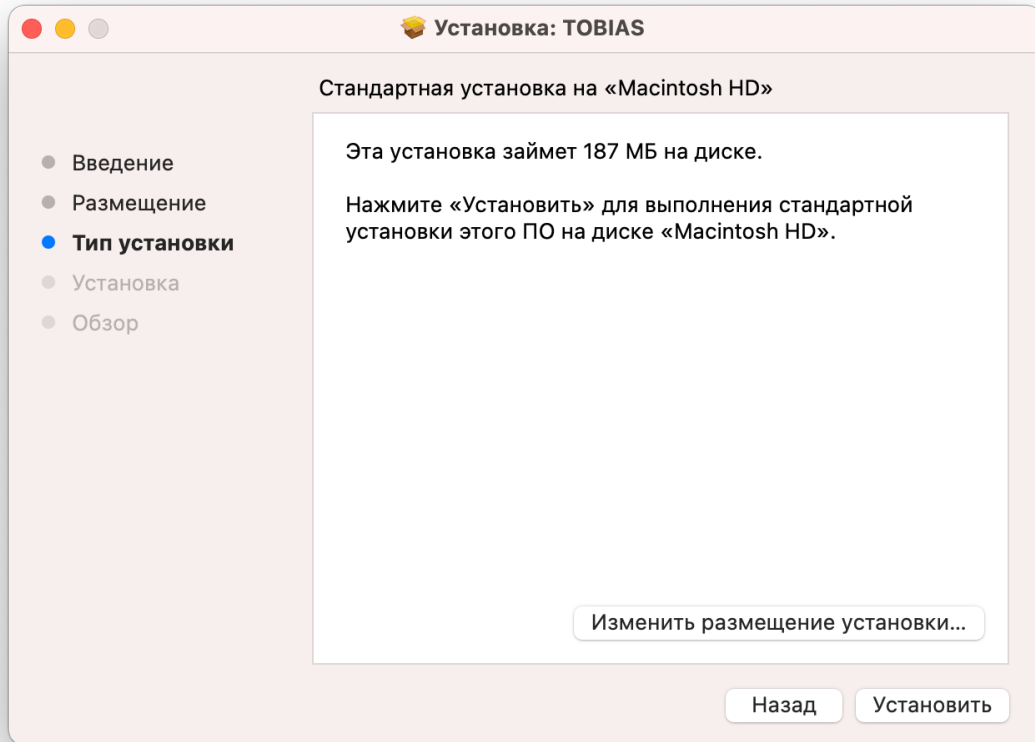 Установка: TOBIAS
Стандартная установка на «Macintosh HD»
Введение
Размещение
Тип установки
Установка
Обзор
Эта установка займет 187 МБ на диске.
Нажмите «Установить» для выполнения стандартной
установки этого ПО на диске «Macintosh HD».
Изменить размещение установки...
Назад
Установить